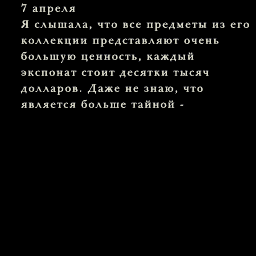 7 апреля
Я слышала, что все предметы из его
коллекции представляют очень
большую ценность, каждый
экспонат стоит десятки тысяч
долларов. Даже не знаю, что
является больше тайной -